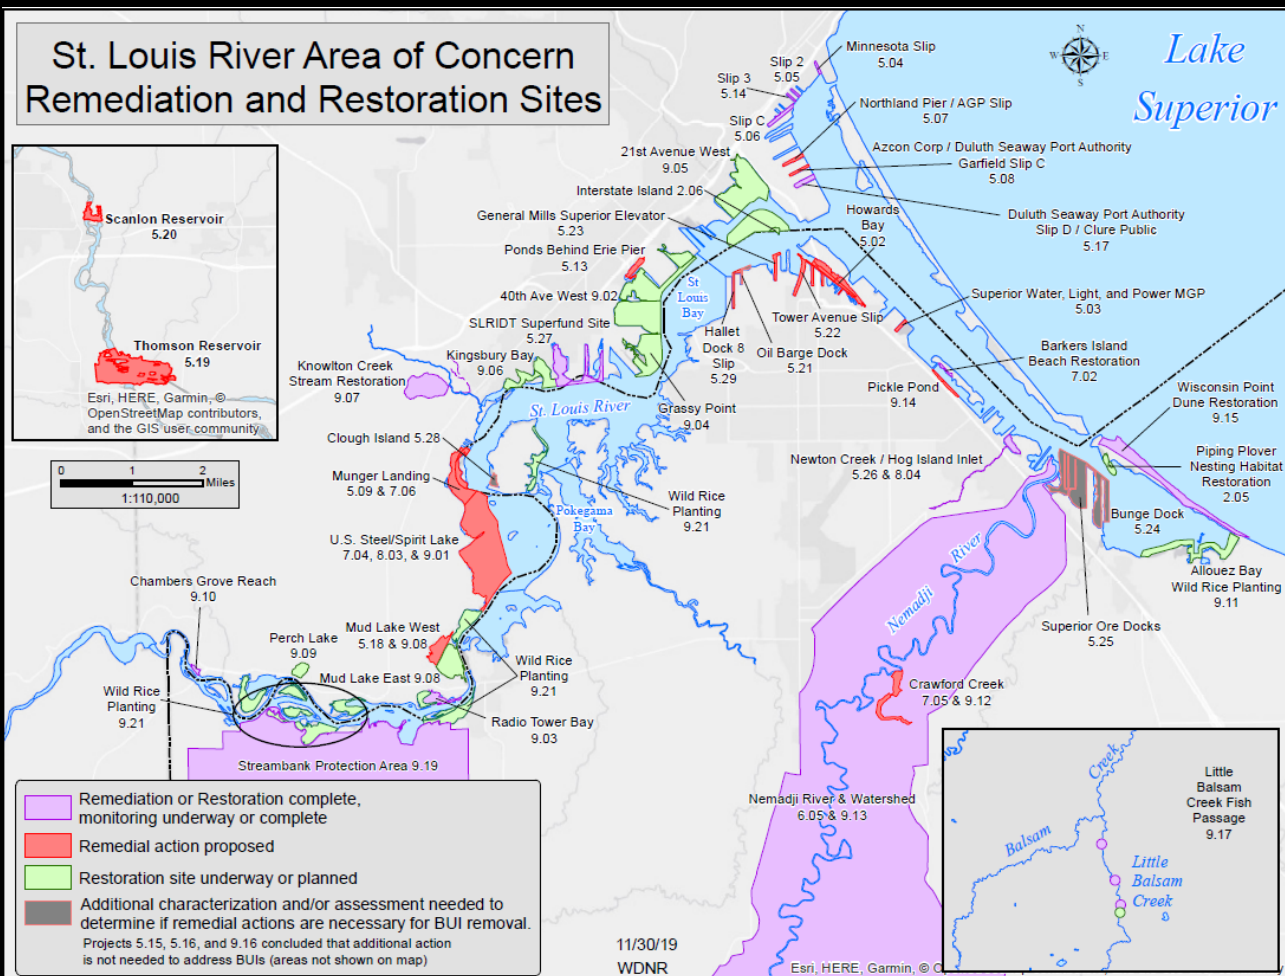 St. Louis River Area of Concern
Remediation and Restoration Sites
N
W
E
S
Lake
Superior
Minnesota Slip
5.04
Slip 2
5.05
Slip 3
5.14
Northland Pier / AGP Slip
5.07
Slip C
5.06
Azcon Corp / Duluth Seaway Port Authority
Garfield Slip C
5.08
21st Avenue West
9.05
Interstate Island 2.06
Howards
Bay
5.02
Duluth Seaway Port Authority
Slip D / Clure Public
5.17
General Mills Superior Elevator
5.23
Ponds Behind Erie Pier
5.13
40th Ave West 9.02
St
Louis
Bay
Superior Water, Light, and Power MGP
5.03
Tower Avenue Slip
5.22
SLRIDT Superfund Site
5.27
Hallet
Dock 8
Slip
5.29
Oil Barge Dock
5.21
Barkers Island
Beach Restoration
7.02
Kingsbury Bay
9.06
Knowlton Creek
Stream Restoration
9.07
Pickle Pond
9.14
Wisconsin Point
Dune Restoration
9.15
St. Louis River
Grassy Point
9.04
Clough Island 5.28
Newton Creek / Hog Island Inlet
5.26 & 8.04
Piping Plover
Nesting Habitat
Restoration
2.05
Munger Landing
5.09 & 7.06
Wild Rice
Planting
9.21
Pokegama
Bay
Bunge Dock
5.24
U.S. Steel/Spirit Lake
7.04, 8.03, & 9.01
Nemadji
River
Allouez Bay
Wild Rice Planting
9.11
Chambers Grove Reach
9.10
Superior Ore Docks
5.25
Mud Lake West
5.18 & 9.08
Perch Lake
9.09
Mud Lake East 9.08
Wild Rice
Planting
9.21
Wild Rice
Planting
9.21
Radio Tower Bay
9.03
Crawford Creek
7.05 & 9.12
Streambank Protection Area 9.19
Nemadji River & Watershed
6.05 & 9.13
Scanlon Reservoir
5.20
Thomson Reservoir
5.19
Esri, HERE, Garmin, ©
OpenStreetMap contributors,
and the GIS user community
0 1 2
Miles
1:110,000
Remediation or Restoration complete,
monitoring underway or complete
Remedial action proposed
Restoration site underway or planned
Additional characterization and/or assessment needed to
determine if remedial actions are necessary for BUI removal.
Projects 5.15, 5.16, and 9.16 concluded that additional action
is not needed to address BUIs (areas not shown on map)
11/30/19
WDNR
Creek
Balsam
Little
Balsam
Creek Fish
Passage
9.17
Little
Balsam
Creek
Esri, HERE, Garmin, ©